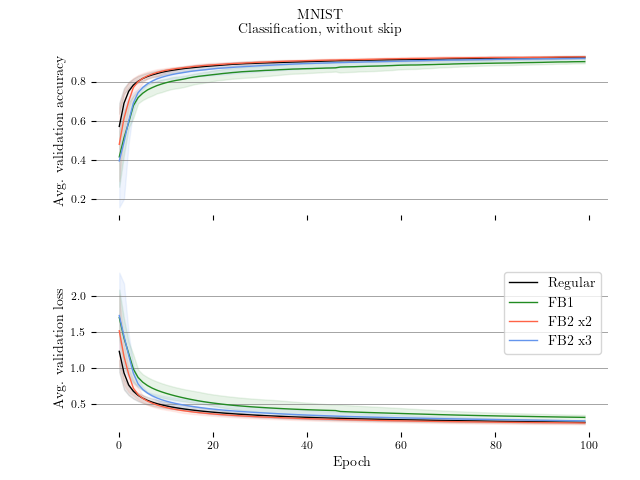 MNIST
Classification, without skip
Avg. validation accuracy
0.8
0.6
0.4
0.2
Avg. validation loss
2.0
1.5
1.0
0.5
Regular
FB1
FB2 x2
FB2 x3
0 20 40 60 80 100
Epoch